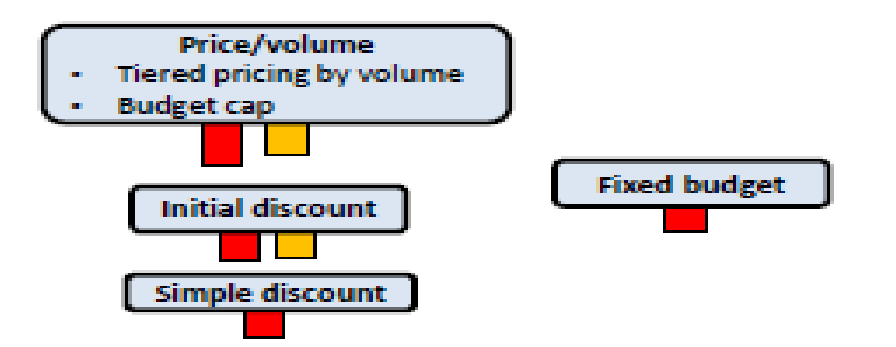 Price/volume
- Tiered pricing by volume
- Budget cap
Fixed budget
Initial discount
Simple discount